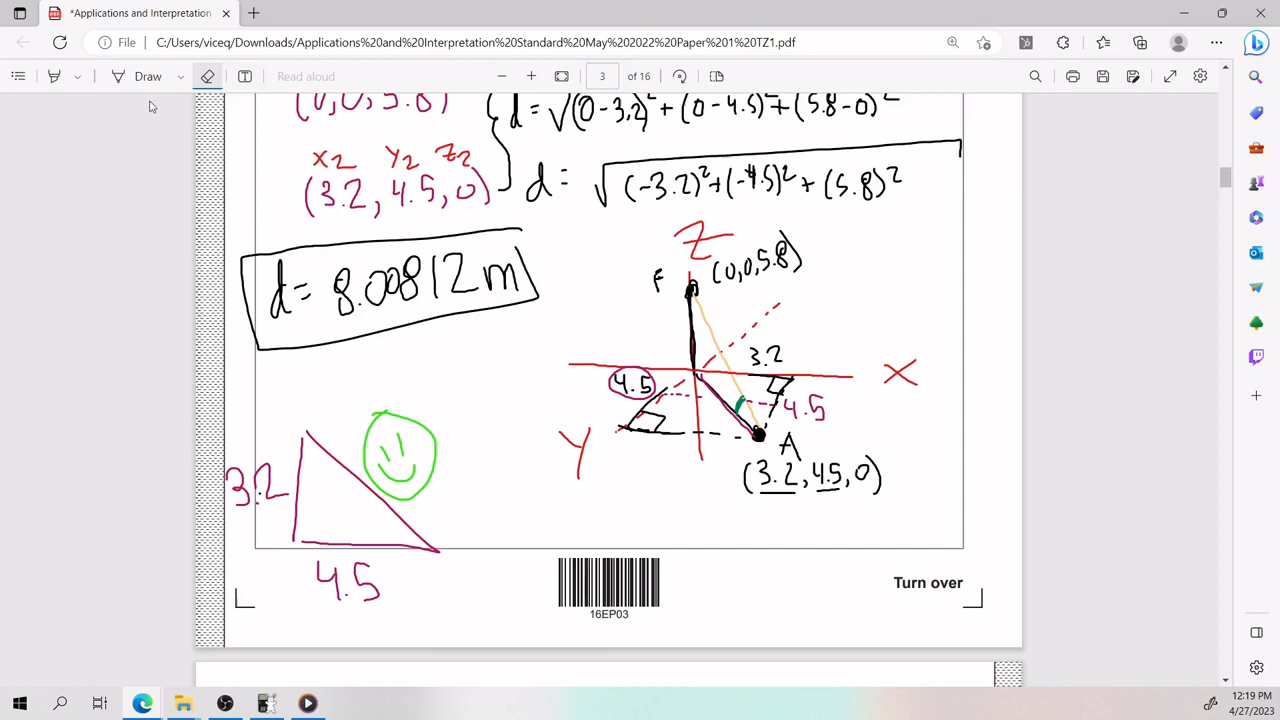 *Applications and Interpretation
File
C:/Users/viceq/Downloads/Applications%20and%20Interpretation%20Standard%20May%202022%20Paper%201%20TZ1.pdf
Draw
Read aloud
3
of 16
(0,0,5.8)
d = √(0-3.2)²+(0-4.5)²+(5.8-0)²
x2 y2 z2
(3.2, 4.5, 0)
d = √(-3.2)²+(-4.5)²+(5.8)²
d = 8.00812 m
Z
F (0,0,5.8)
3.2
X
4.5
4.5
Y
A
(3.2, 4.5, 0)
3.2
4.5
16EP03
Turn over
12:19 PM
4/27/2023